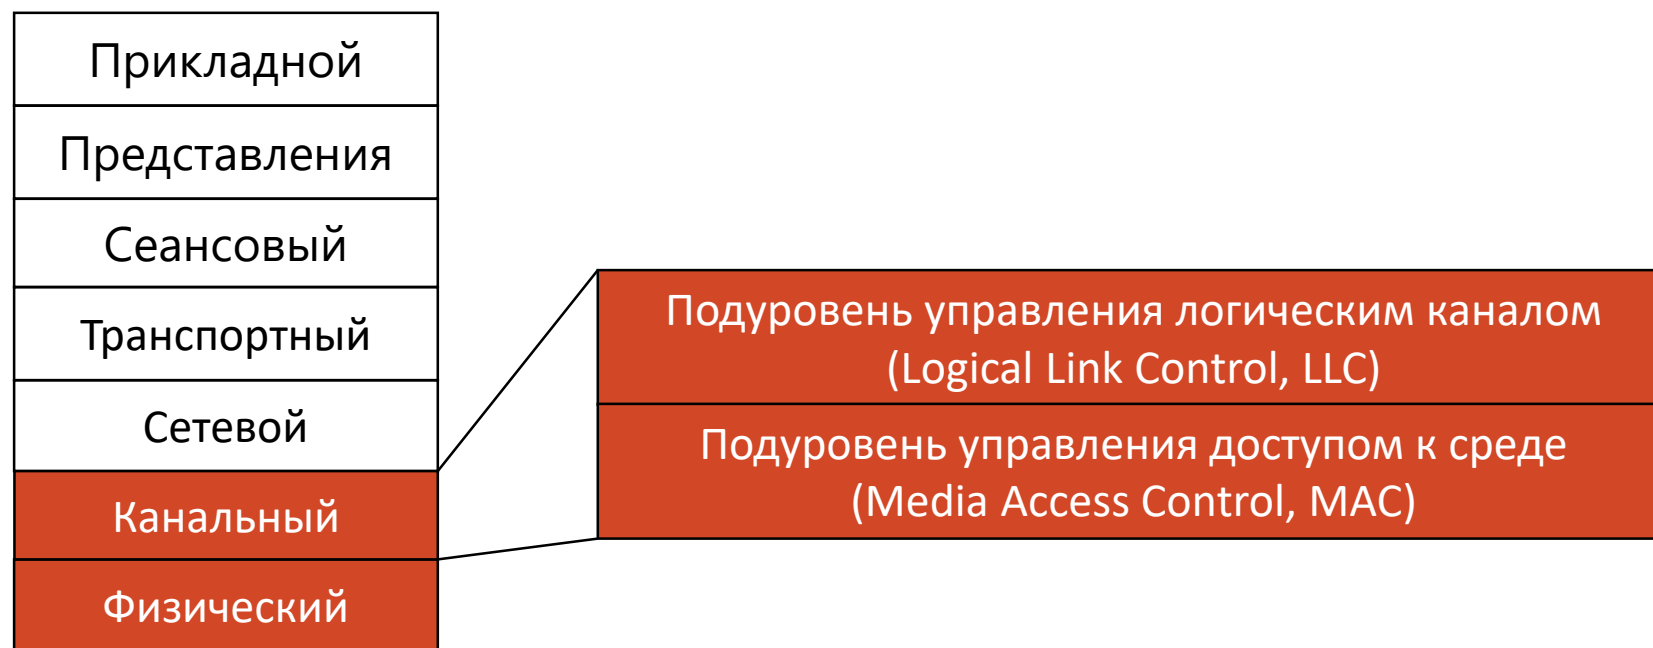 Прикладной
Представления
Сеансовый
Транспортный
Сетевой
Канальный
Физический
Подуровень управления логическим каналом
(Logical Link Control, LLC)
Подуровень управления доступом к среде
(Media Access Control, MAC)